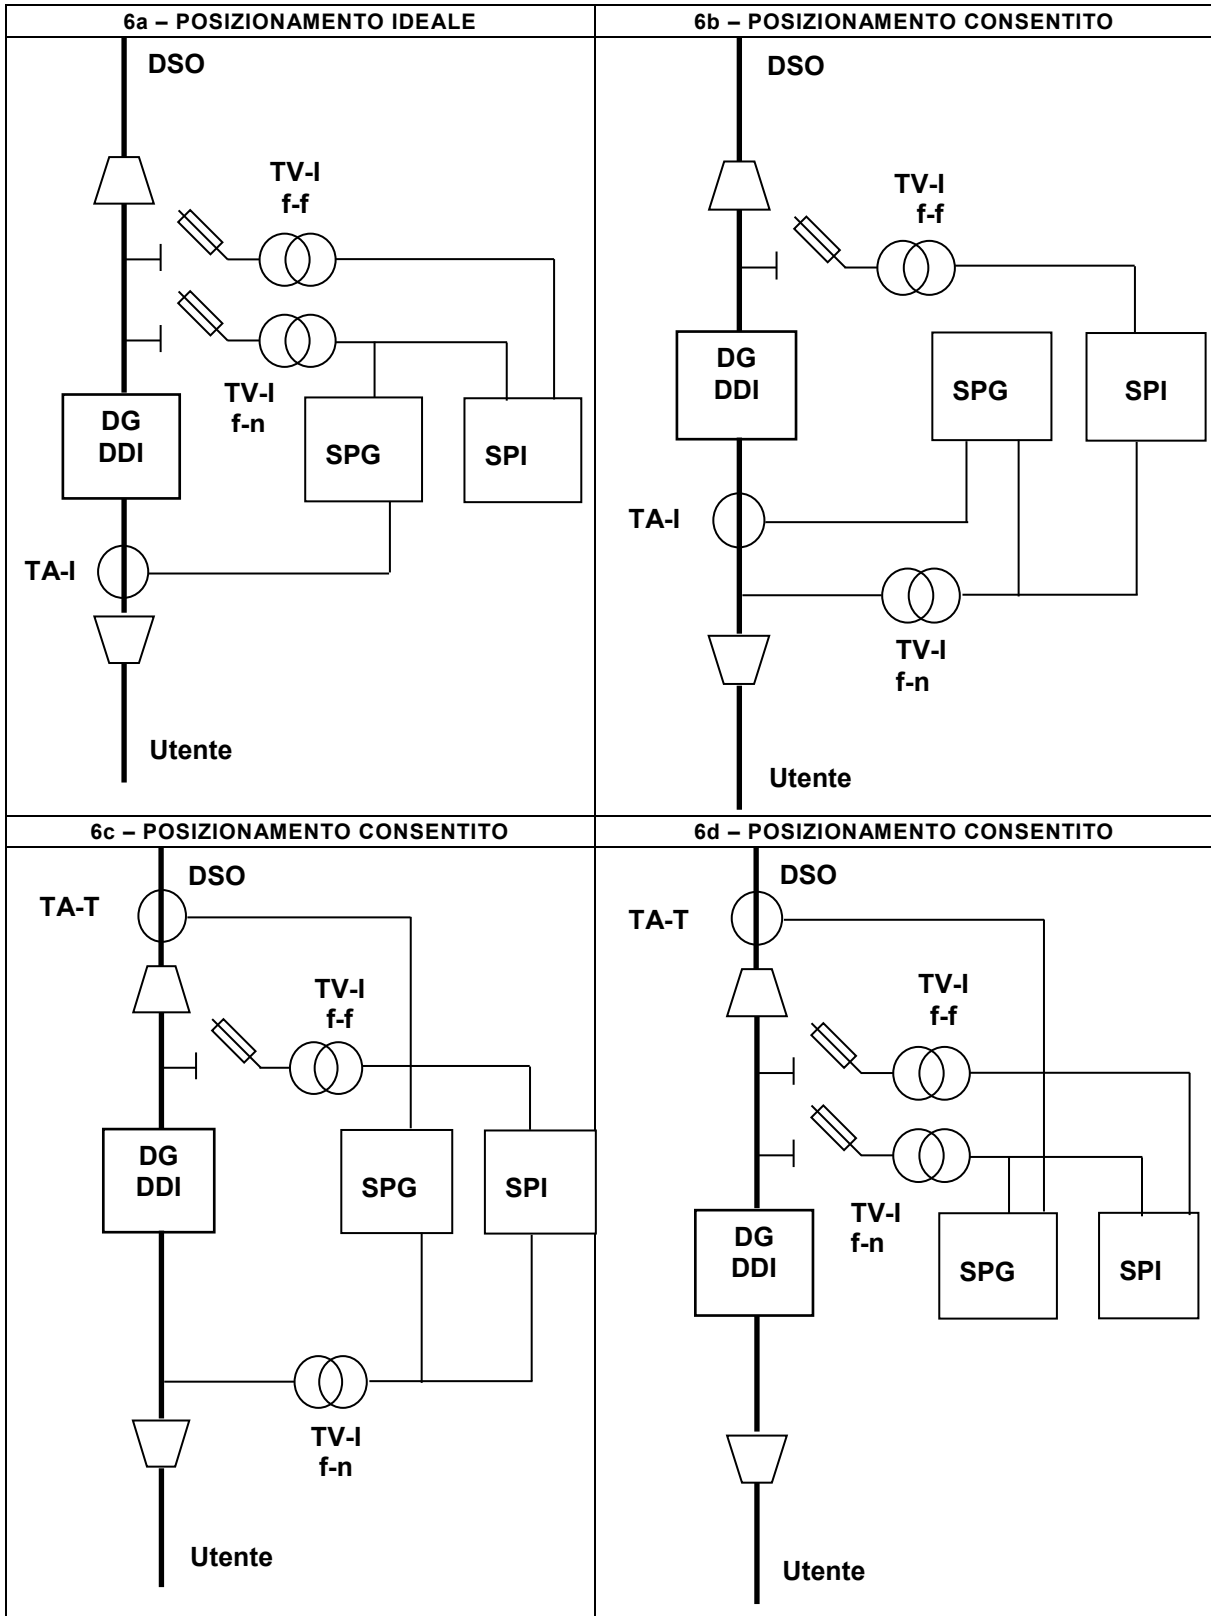 6a – POSIZIONAMENTO IDEALE
DSO
TV-I
f-f
TV-I
f-n
DG
DDI
SPG
SPI
TA-I
Utente
6b – POSIZIONAMENTO CONSENTITO
DSO
TV-I
f-f
DG
DDI
SPG
SPI
TA-I
TV-I
f-n
Utente
6c – POSIZIONAMENTO CONSENTITO
DSO
TA-T
TV-I
f-f
DG
DDI
SPG
SPI
TV-I
f-n
Utente
6d – POSIZIONAMENTO CONSENTITO
DSO
TA-T
TV-I
f-f
TV-I
f-n
DG
DDI
SPG
SPI
Utente